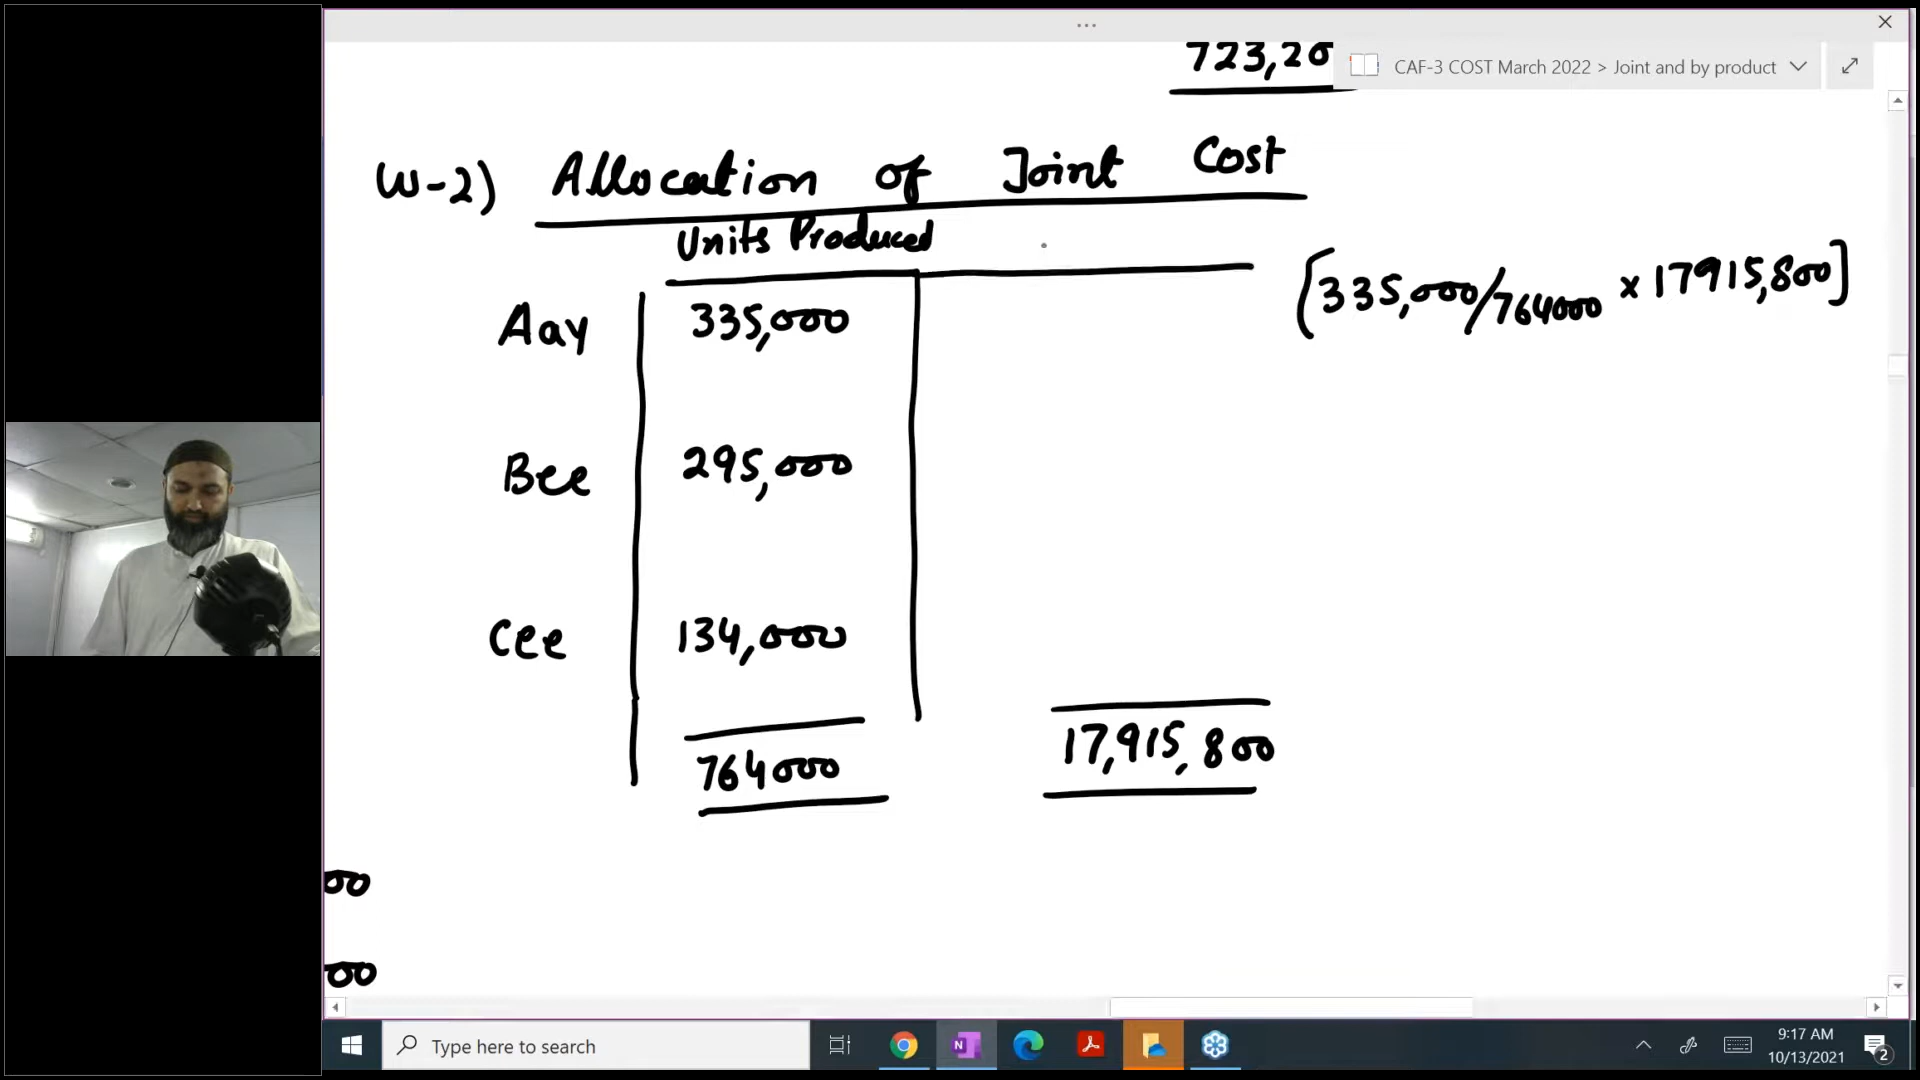 723,20
CAF-3 COST March 2022 > Joint and by product
W-2) Allocation of Joint Cost
Units Produced
Aay 335,000 [335,000/764000 × 17915,800]
Bee 295,000
Cee 134,000
764000 17,915,800
00
00
Type here to search
9:17 AM
10/13/2021
2